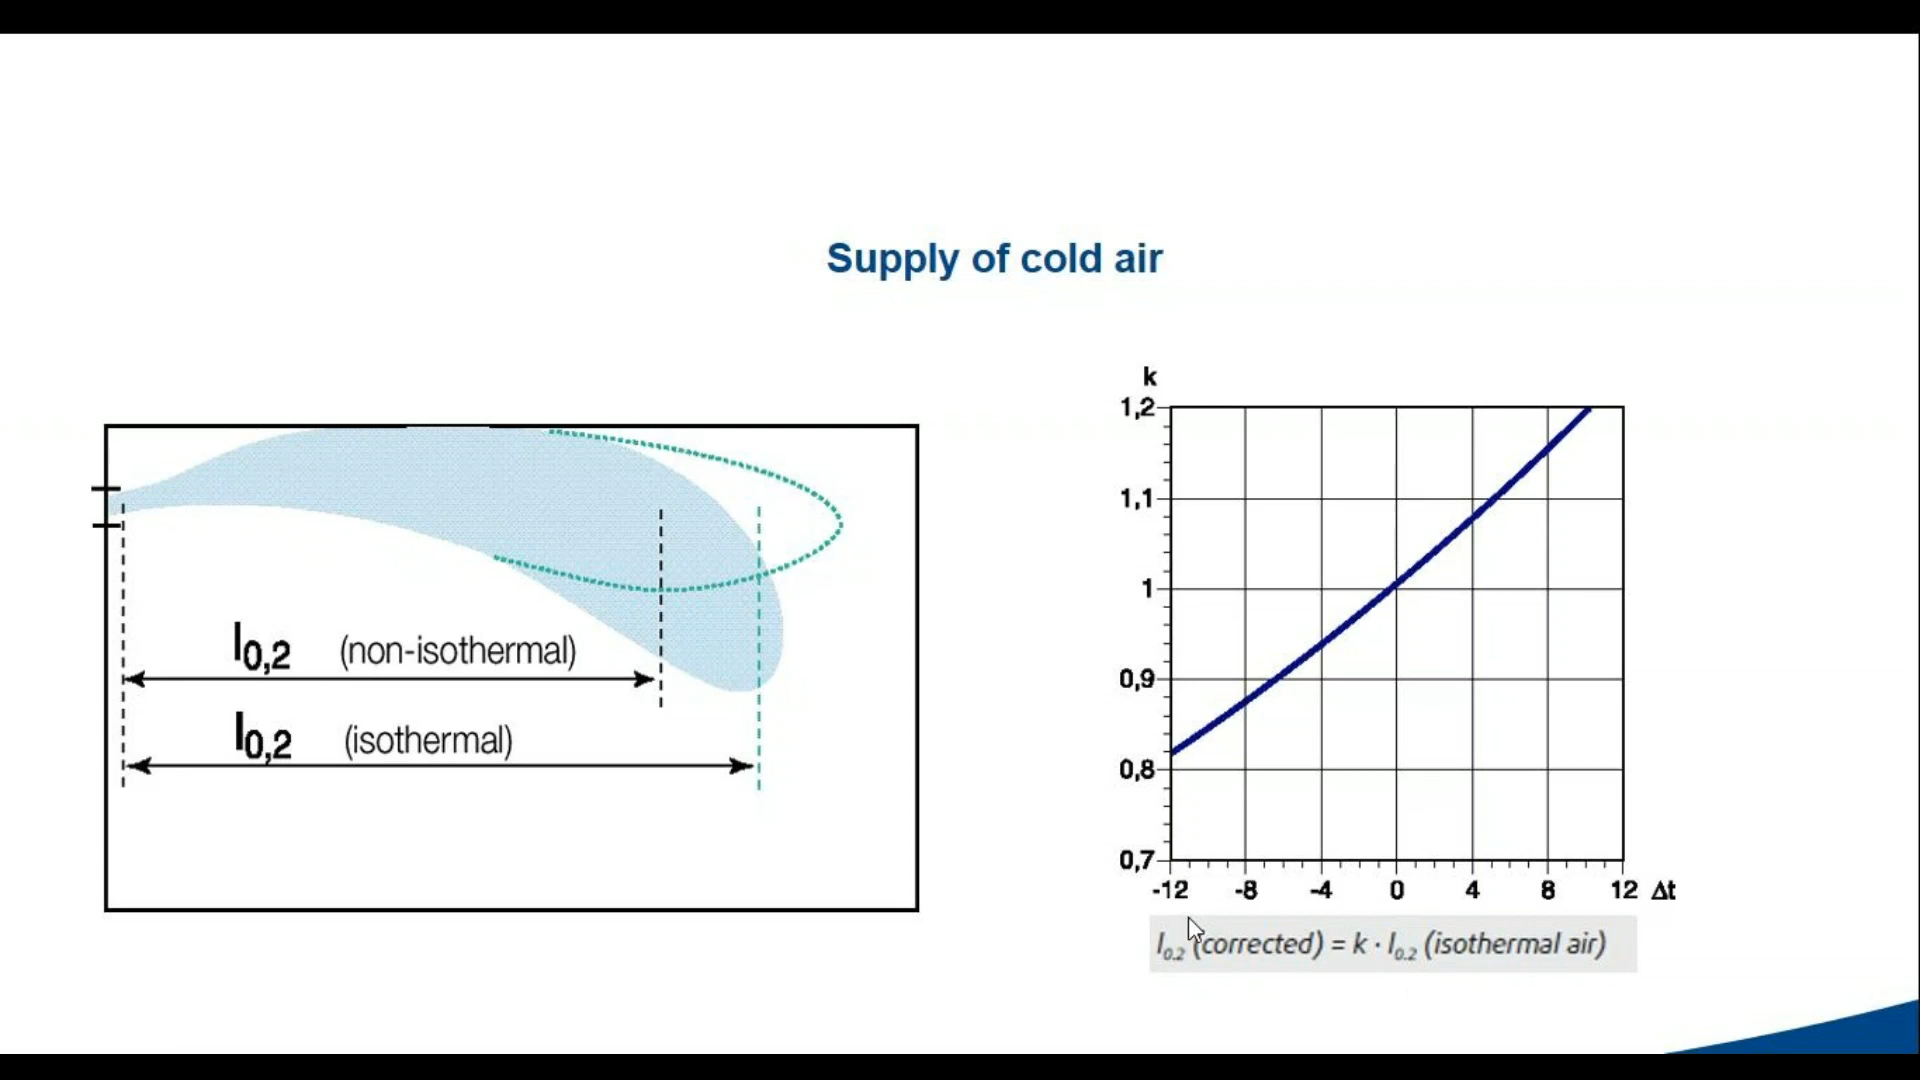 Supply of cold air
l0,2 (non-isothermal)
l0,2 (isothermal)
k
1,2
1,1
1
0,9
0,8
0,7
-12 -8 -4 0 4 8 12 Δt
l0.2 (corrected) = k · l0.2 (isothermal air)